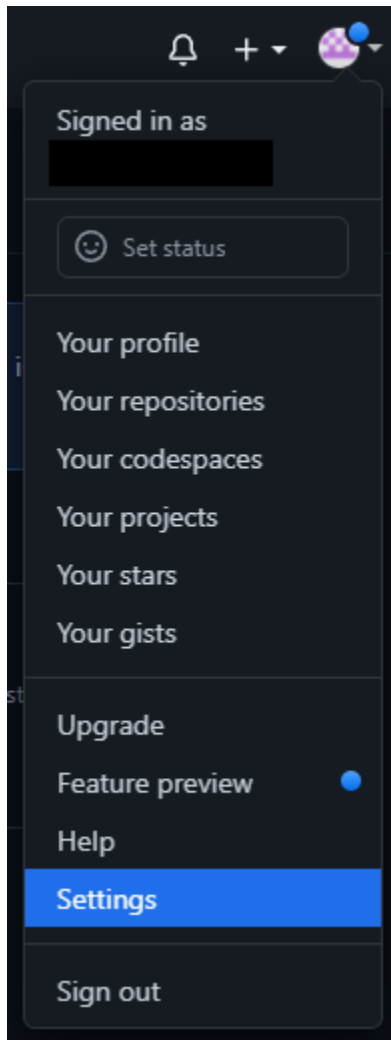 Signed in as
Set status
Your profile
Your repositories
Your codespaces
Your projects
Your stars
Your gists
Upgrade
Feature preview
Help
Settings
Sign out